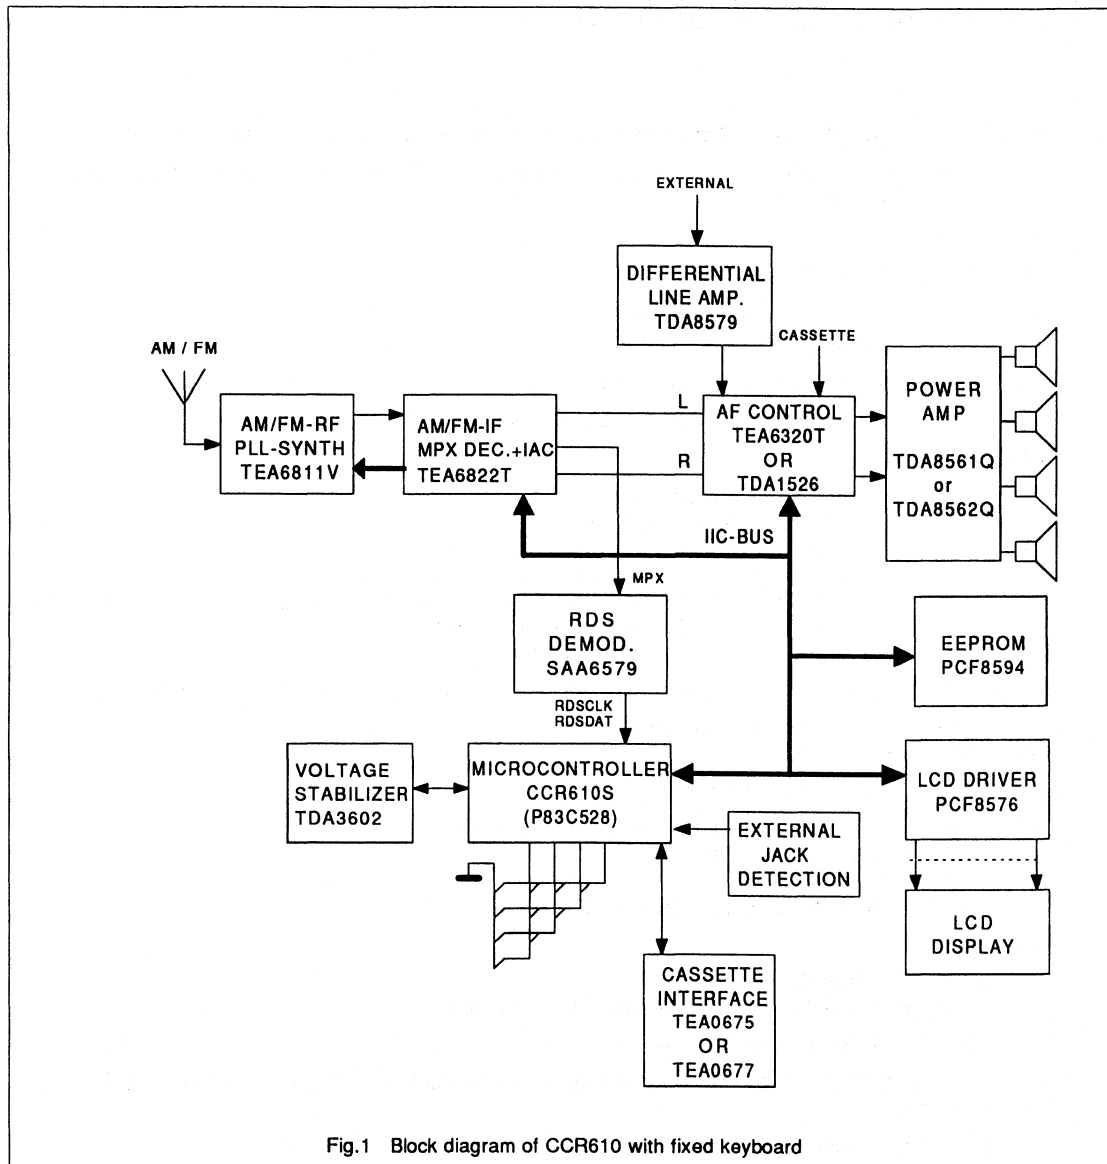 EXTERNAL
DIFFERENTIAL
LINE AMP.
TDA8579
CASSETTE
AM / FM
AM/FM-RF
PLL-SYNTH
TEA6811V
AM/FM-IF
MPX DEC.+IAC
TEA6822T
L
R
AF CONTROL
TEA6320T
OR
TDA1526
POWER
AMP
TDA8561Q
or
TDA8562Q
IIC-BUS
MPX
RDS
DEMOD.
SAA6579
EEPROM
PCF8594
RDSCLK
RDSDAT
VOLTAGE
STABILIZER
TDA3602
MICROCONTROLLER
CCR610S
(P83C528)
LCD DRIVER
PCF8576
EXTERNAL
JACK
DETECTION
LCD
DISPLAY
CASSETTE
INTERFACE
TEA0675
OR
TEA0677
Fig.1 Block diagram of CCR610 with fixed keyboard